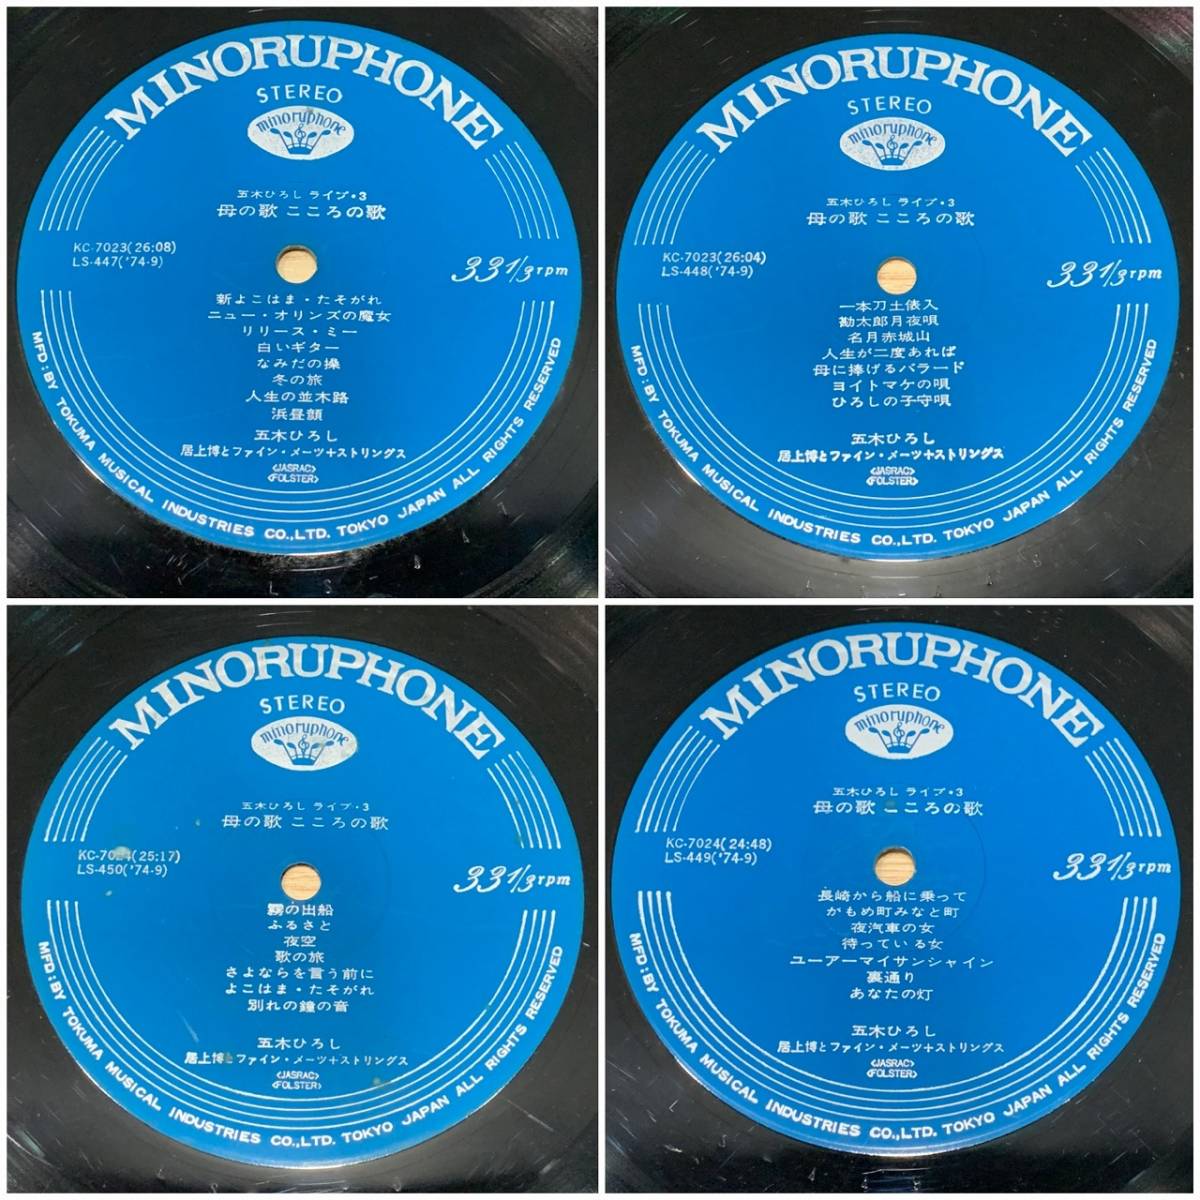 MINORUPHONE
STEREO
minoruphone
五木ひろし ライブ・3
母の歌 こころの歌
KC-7023(26:08)
LS-447('74-9)
33 1/3 rpm
新よこはま・たそがれ
ニュー・オリンズの魔女
リリース・ミー
白いギター
なみだの操
冬の旅
人生の並木路
浜昼顔
五木ひろし
居上博とファイン・メーツ+ストリングス
<JASRAC>
<FOLSTER>
MFD: BY TOKUMA MUSICAL INDUSTRIES CO.,LTD. TOKYO JAPAN ALL RIGHTS RESERVED
MINORUPHONE
STEREO
minoruphone
五木ひろし ライブ・3
母の歌 こころの歌
KC-7023(26:04)
LS-448('74-9)
33 1/3 rpm
一本刀土俵入
勘太郎月夜唄
名月赤城山
人生が二度あれば
母に捧げるバラード
ヨイトマケの唄
ひろしの子守唄
五木ひろし
居上博とファイン・メーツ+ストリングス
<JASRAC>
<FOLSTER>
MFD: BY TOKUMA MUSICAL INDUSTRIES CO.,LTD. TOKYO JAPAN ALL RIGHTS RESERVED
MINORUPHONE
STEREO
minoruphone
五木ひろし ライブ・3
母の歌 こころの歌
KC-7024(25:17)
LS-450('74-9)
33 1/3 rpm
霧の出船
ふるさと
夜空
歌の旅
さよならを言う前に
よこはま・たそがれ
別れの鐘の音
五木ひろし
居上博とファイン・メーツ+ストリングス
<JASRAC>
<FOLSTER>
MFD: BY TOKUMA MUSICAL INDUSTRIES CO.,LTD. TOKYO JAPAN ALL RIGHTS RESERVED
MINORUPHONE
STEREO
minoruphone
五木ひろし ライブ・3
母の歌 こころの歌
KC-7024(24:48)
LS-449('74-9)
33 1/3 rpm
長崎から船に乗って
かもめ町みなと町
夜汽車の女
待っている女
ユーアーマイサンシャイン
裏通り
あなたの灯
五木ひろし
居上博とファイン・メーツ+ストリングス
<JASRAC>
<FOLSTER>
MFD: BY TOKUMA MUSICAL INDUSTRIES CO.,LTD. TOKYO JAPAN ALL RIGHTS RESERVED